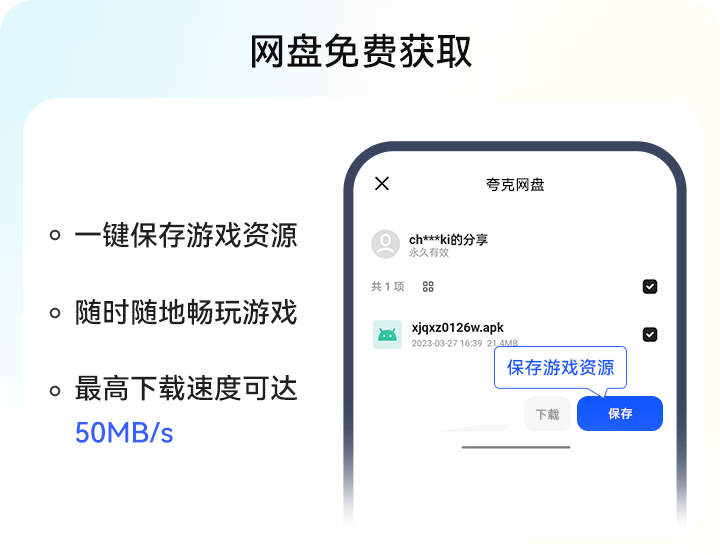 网盘免费获取
一键保存游戏资源
随时随地畅玩游戏
最高下载速度可达
50MB/s
夸克网盘
ch***ki的分享
永久有效
共 1 项
xjqxz0126w.apk
2023-03-27 16:39 21.4MB
保存游戏资源
下载
保存